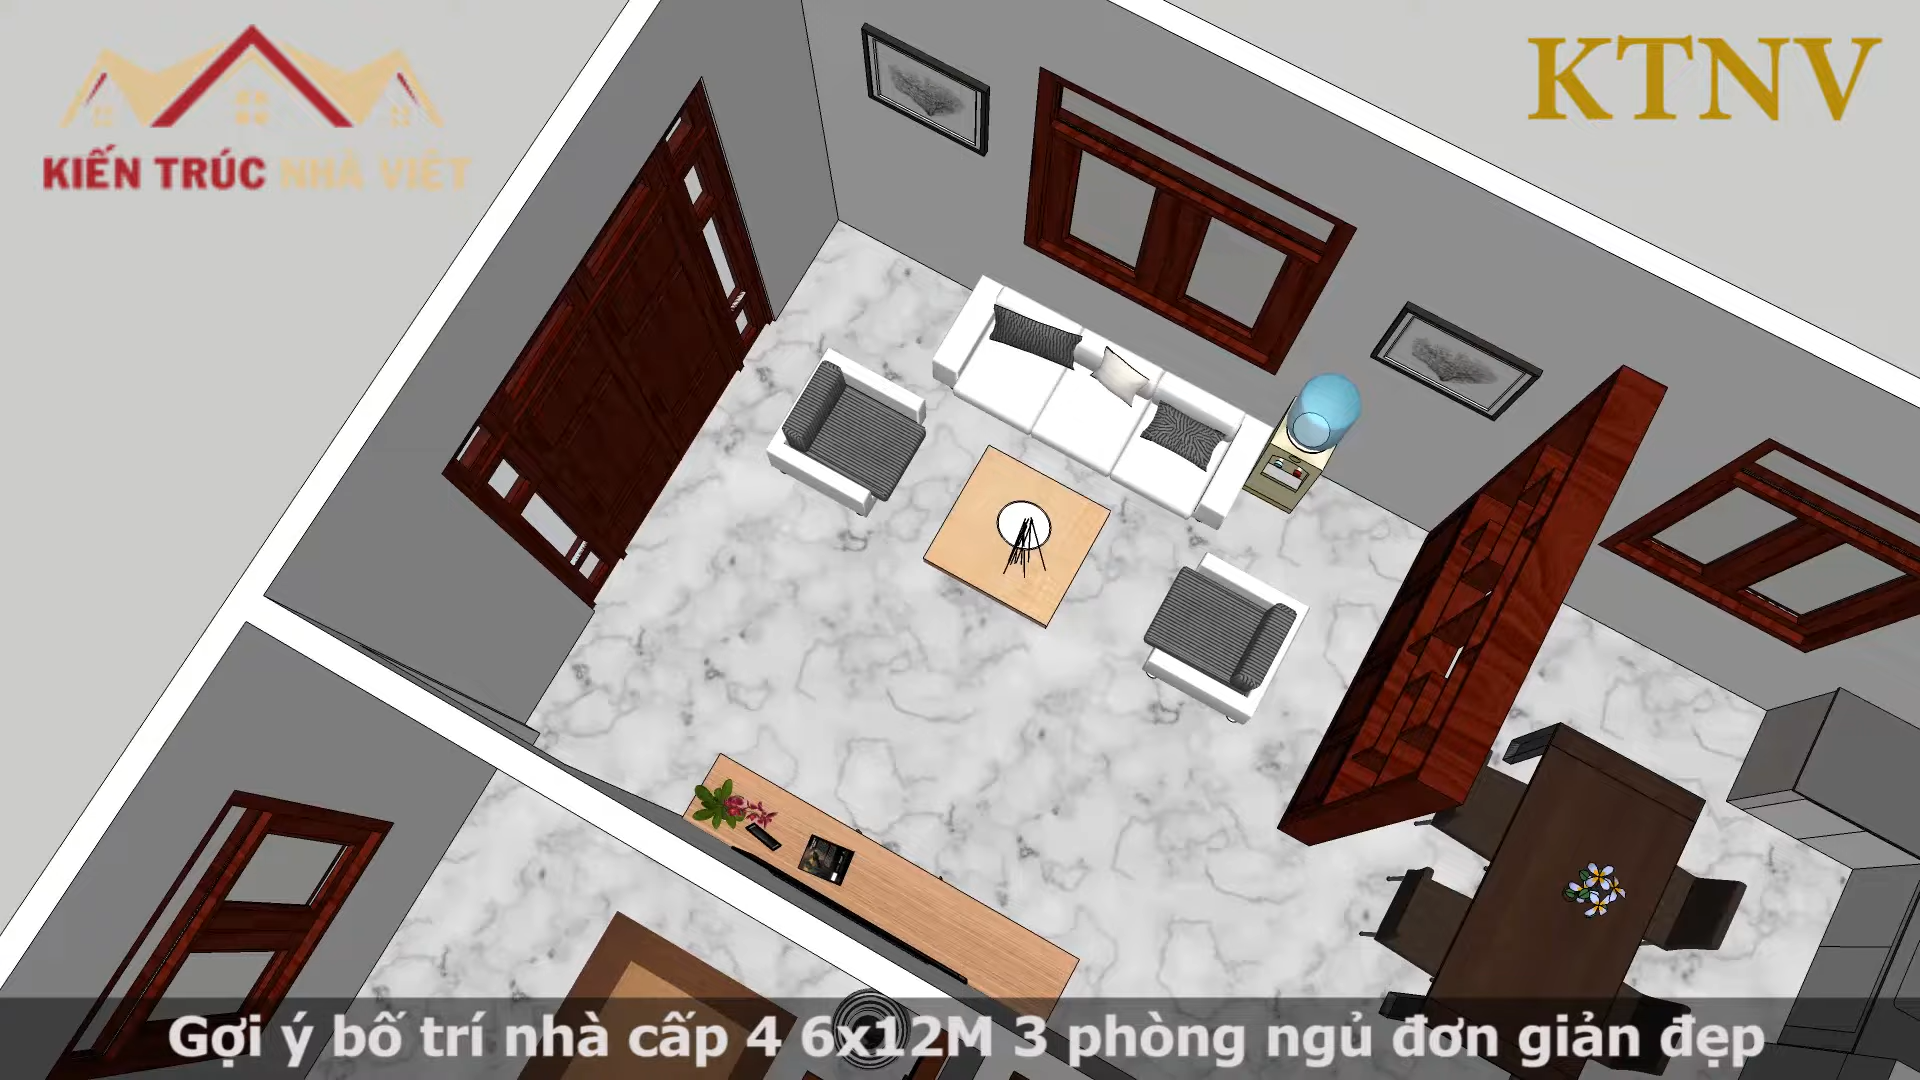 KIẾN TRÚC NHÀ VIỆT
KTNV
Gợi ý bố trí nhà cấp 4 6x12M 3 phòng ngủ đơn giản đẹp